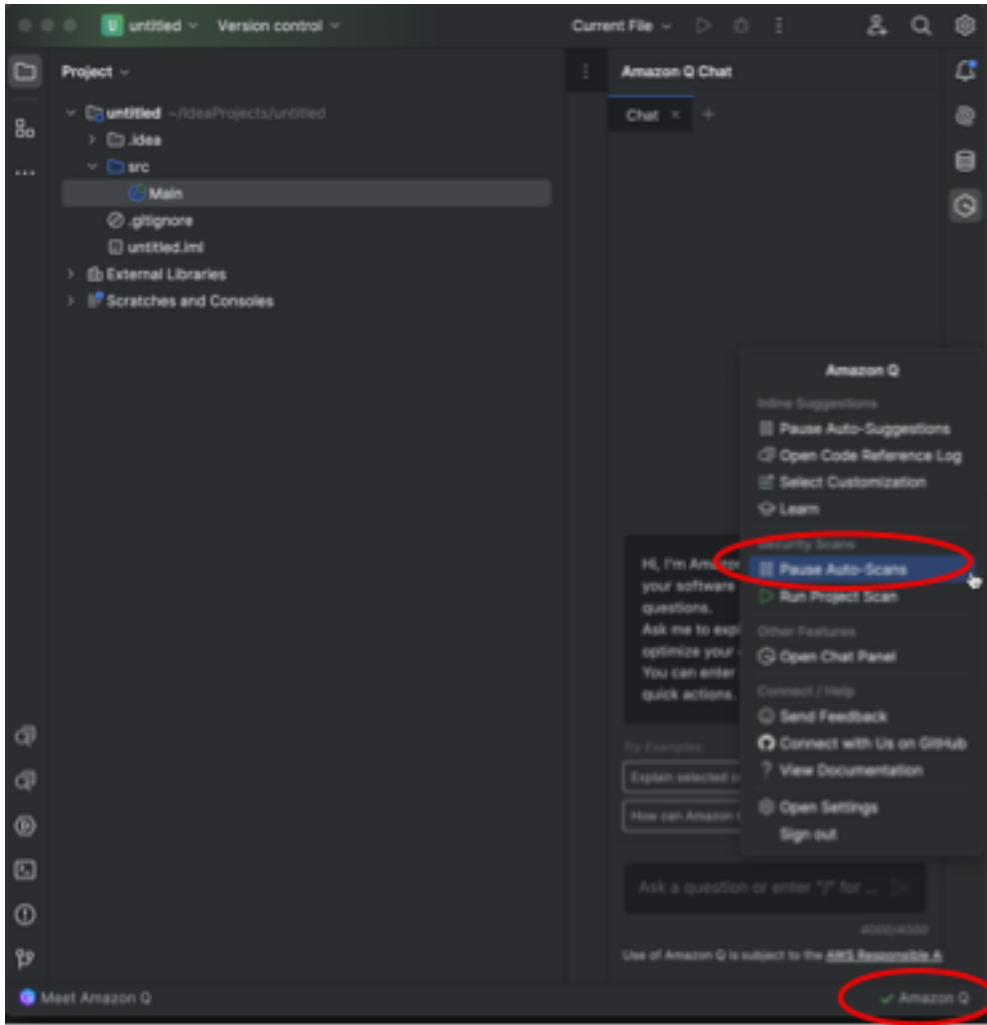 U untitled Version control Current File
Project
Amazon Q Chat
untitled ~/IdeaProjects/untitled
Chat × +
.idea
src
Main
.gitignore
untitled.iml
External Libraries
Scratches and Consoles
Amazon Q
Inline Suggestions
Pause Auto-Suggestions
Open Code Reference Log
Select Customization
Learn
Security Scans
Pause Auto-Scans
Run Project Scan
Other Features
Open Chat Panel
Connect / Help
Send Feedback
Connect with Us on GitHub
? View Documentation
Open Settings
Sign out
Hi, I'm Amazon
your software
questions.
Ask me to expl
optimize your
You can enter
quick actions.
Try Examples:
Explain selected
How can Amazon
Ask a question or enter "/" for ...
4000/4000
Use of Amazon Q is subject to the AWS Responsible A
Meet Amazon Q
Amazon Q